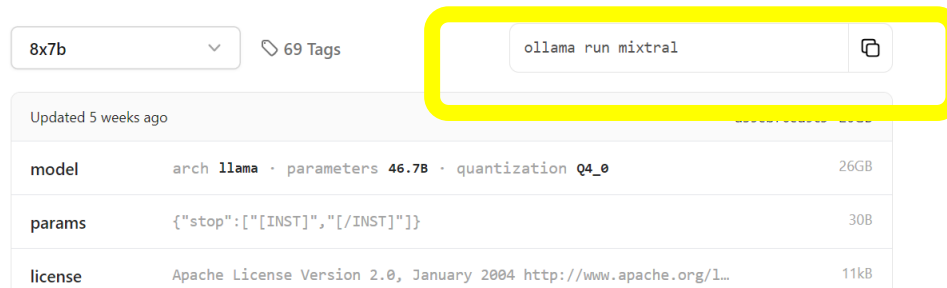 8x7b
69 Tags
ollama run mixtral
Updated 5 weeks ago
model arch llama · parameters 46.7B · quantization Q4_0 26GB
params {"stop":["[INST]","[/INST]"]} 30B
license Apache License Version 2.0, January 2004 http://www.apache.org/l… 11kB